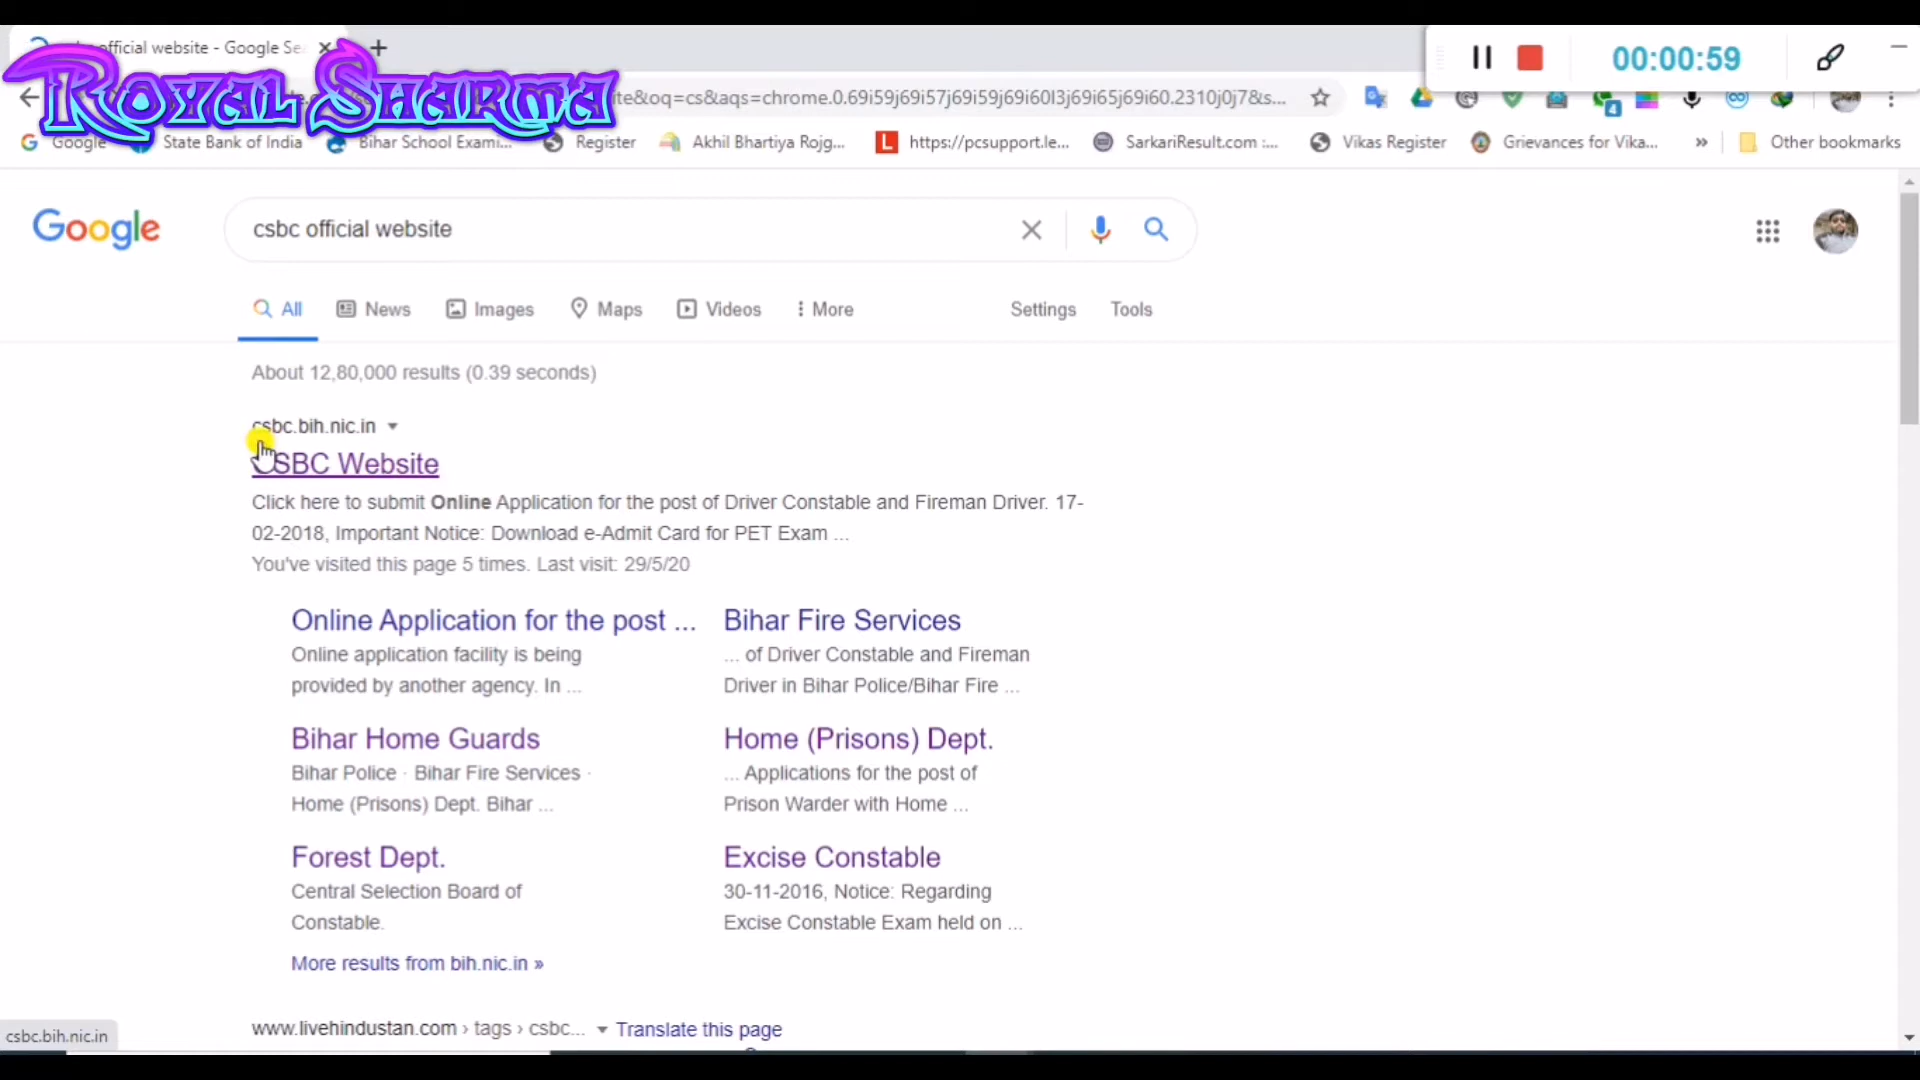 official website - Google Se
00:00:59
Royal Sharma
te&oq=cs&aqs=chrome.0.69i59j69i57j69i59j69i60l3j69i65j69i60.2310j0j7&s...
4
Google State Bank of India Bihar School Exami... Register Akhil Bhartiya Rojg... L https://pcsupport.le... SarkariResult.com :... Vikas Register Grievances for Vika... » Other bookmarks
Google csbc official website
All News Images Maps Videos More Settings Tools
About 12,80,000 results (0.39 seconds)
csbc.bih.nic.in
CSBC Website
Click here to submit Online Application for the post of Driver Constable and Fireman Driver. 17-
02-2018, Important Notice: Download e-Admit Card for PET Exam ...
You've visited this page 5 times. Last visit: 29/5/20
Online Application for the post ...
Online application facility is being
provided by another agency. In ...
Bihar Fire Services
... of Driver Constable and Fireman
Driver in Bihar Police/Bihar Fire ...
Bihar Home Guards
Bihar Police · Bihar Fire Services ·
Home (Prisons) Dept. Bihar ...
Home (Prisons) Dept.
... Applications for the post of
Prison Warder with Home ...
Forest Dept.
Central Selection Board of
Constable.
Excise Constable
30-11-2016, Notice: Regarding
Excise Constable Exam held on ...
More results from bih.nic.in »
www.livehindustan.com › tags › csbc... Translate this page
csbc.bih.nic.in